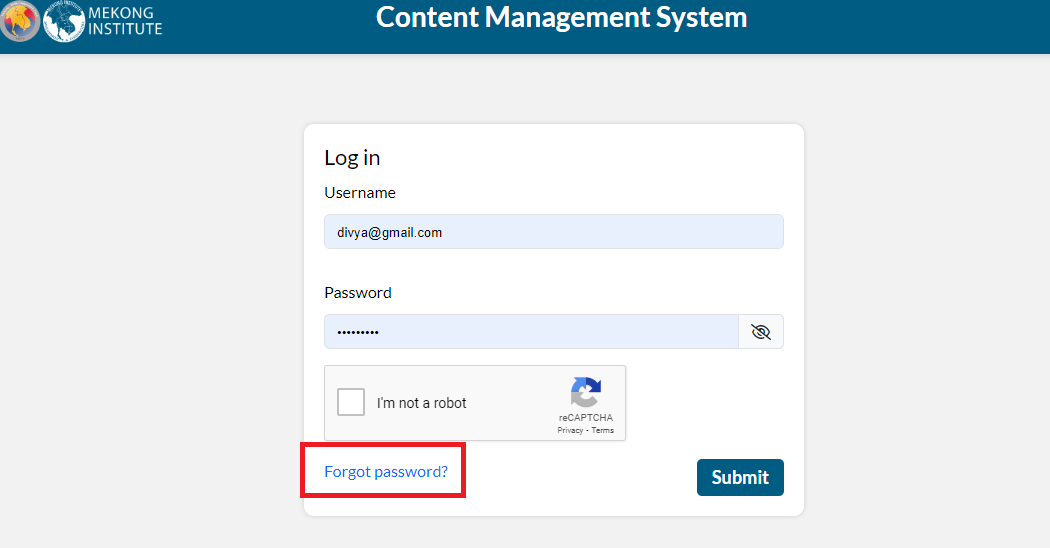 MEKONG
INSTITUTE
Content Management System
Log in
Username
divya@gmail.com
Password
•••••••••
I'm not a robot
reCAPTCHA
Privacy - Terms
Forgot password?
Submit